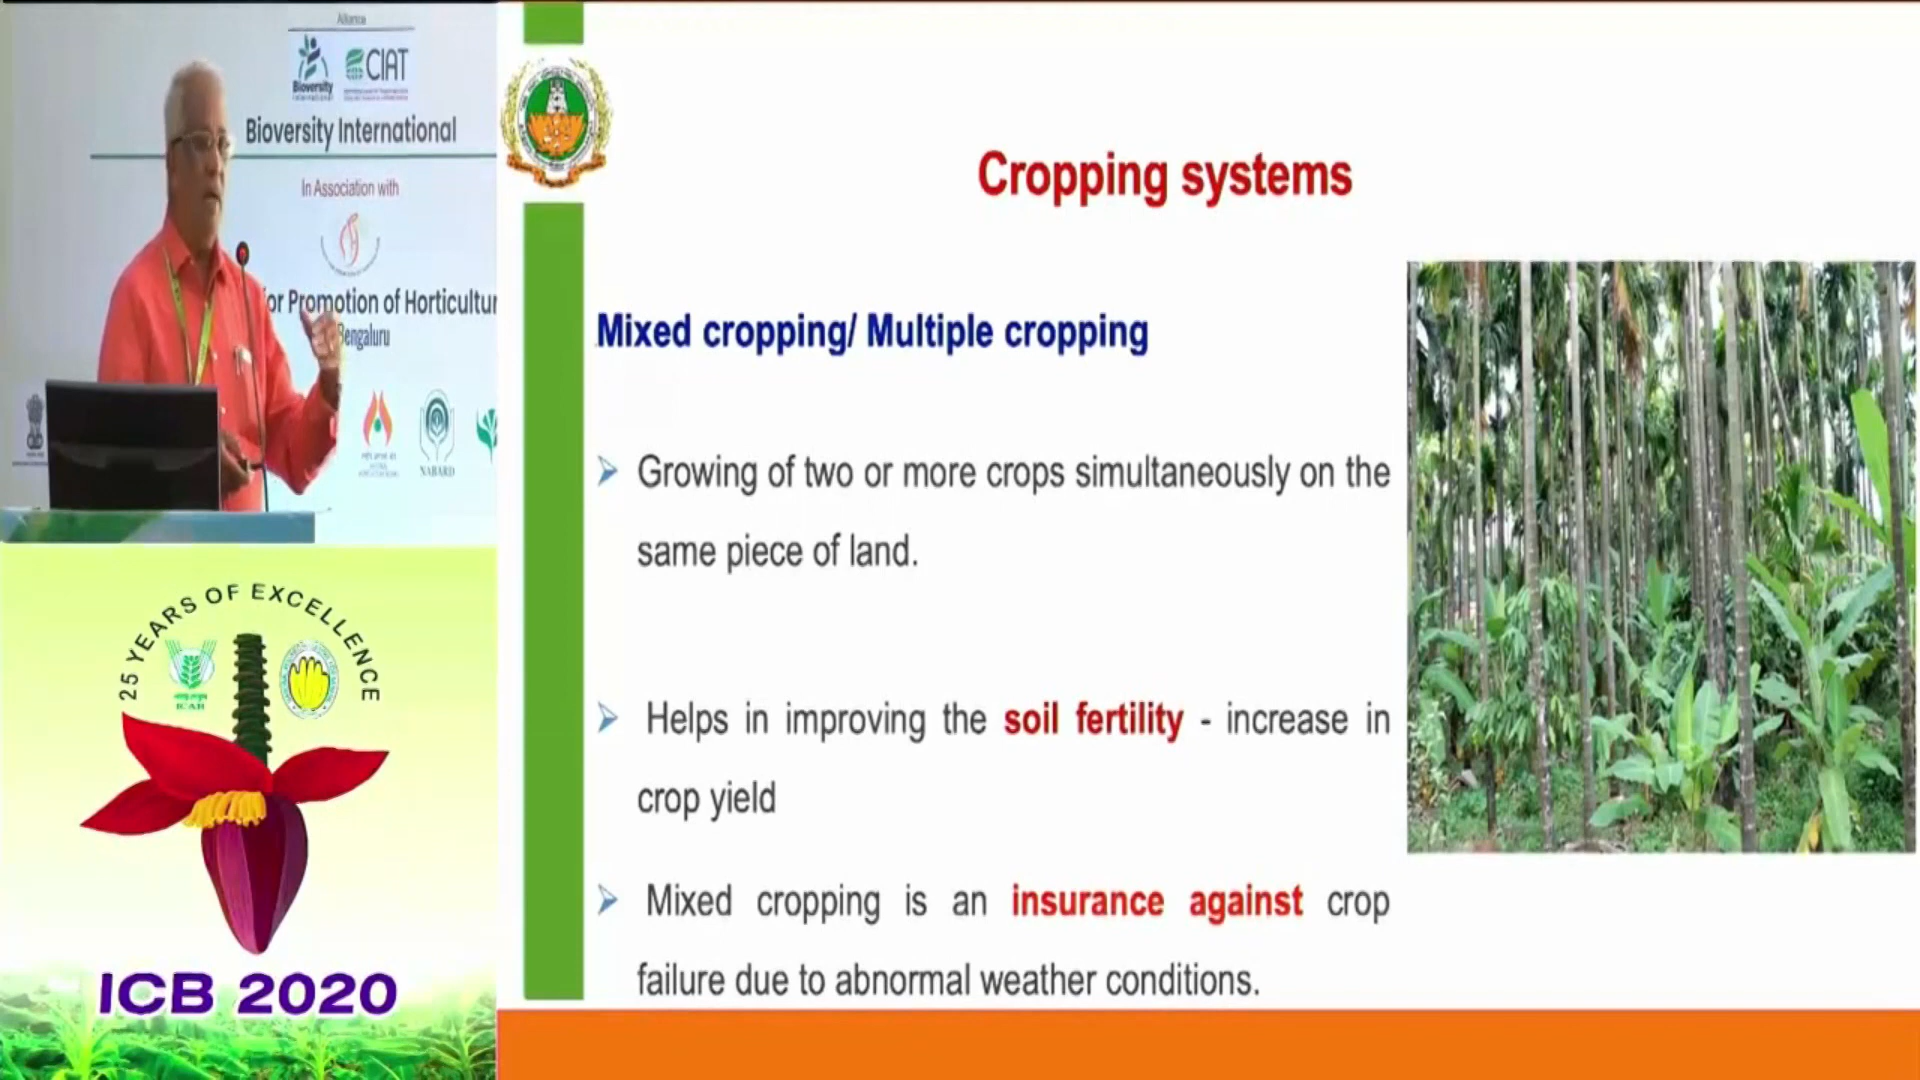 Alliance
Bioversity
CIAT
Bioversity International
In Association with
or Promotion of Horticultur
Bengaluru
NABARD
25 YEARS OF EXCELLENCE
ICAR
ICB 2020
Cropping systems
Mixed cropping/ Multiple cropping
Growing of two or more crops simultaneously on the
same piece of land.
Helps in improving the soil fertility - increase in
crop yield
Mixed cropping is an insurance against crop
failure due to abnormal weather conditions.